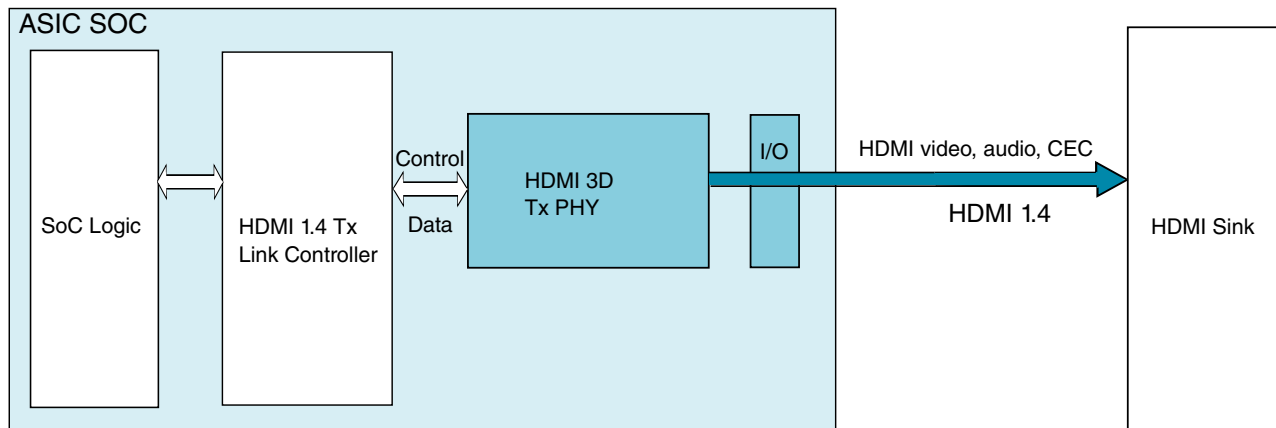 ASIC SOC
SoC Logic
HDMI 1.4 Tx
Link Controller
Control
Data
HDMI 3D
Tx PHY
I/O
HDMI video, audio, CEC
HDMI 1.4
HDMI Sink